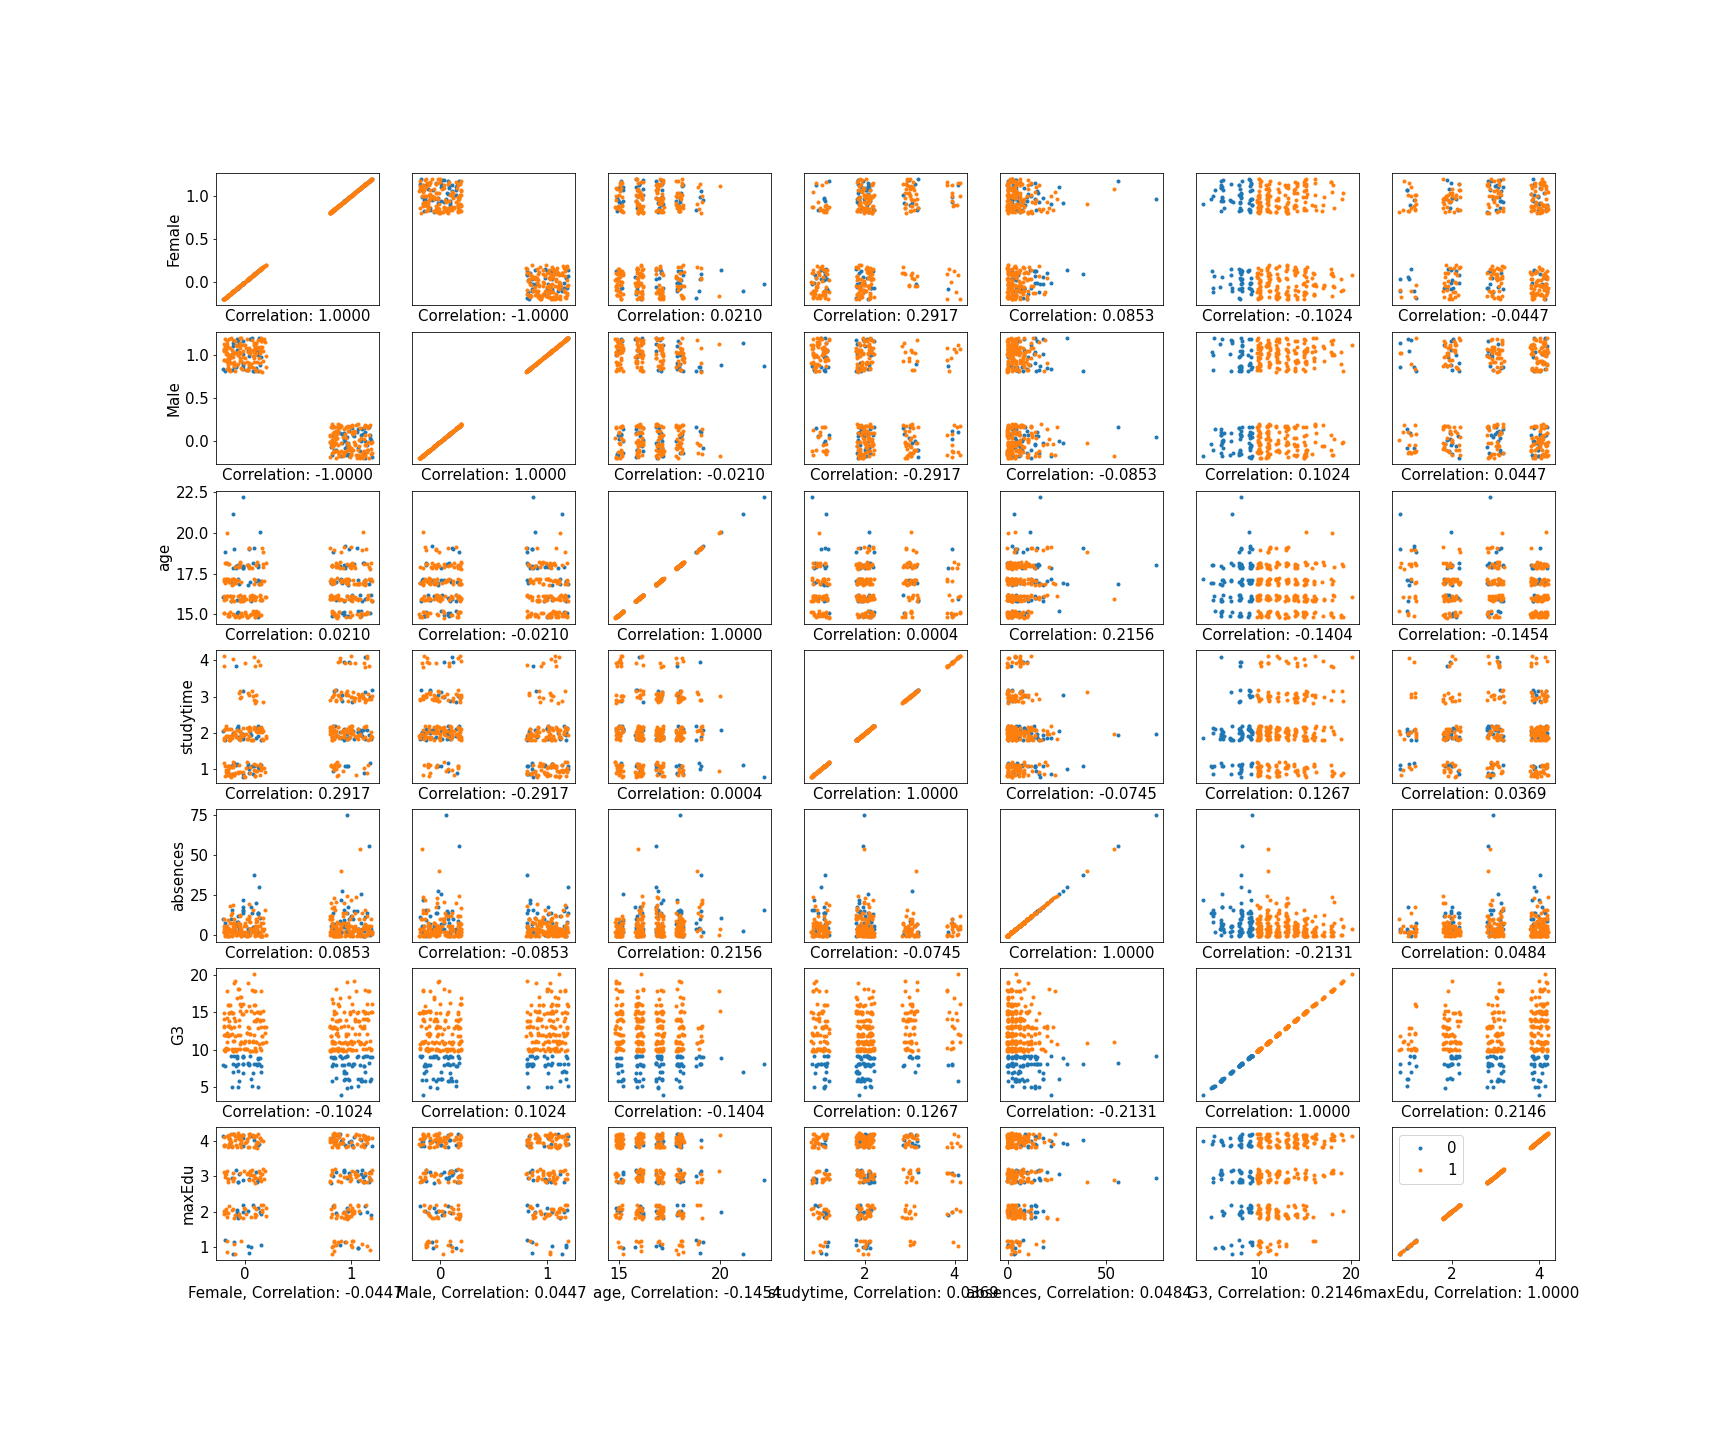 1.0
0.5
0.0
Female
Correlation: 1.0000
Correlation: -1.0000
Correlation: 0.0210
Correlation: 0.2917
Correlation: 0.0853
Correlation: -0.1024
Correlation: -0.0447
1.0
0.5
0.0
Male
Correlation: -1.0000
Correlation: 1.0000
Correlation: -0.0210
Correlation: -0.2917
Correlation: -0.0853
Correlation: 0.1024
Correlation: 0.0447
22.5
20.0
17.5
15.0
age
Correlation: 0.0210
Correlation: -0.0210
Correlation: 1.0000
Correlation: 0.0004
Correlation: 0.2156
Correlation: -0.1404
Correlation: -0.1454
4
3
2
1
studytime
Correlation: 0.2917
Correlation: -0.2917
Correlation: 0.0004
Correlation: 1.0000
Correlation: -0.0745
Correlation: 0.1267
Correlation: 0.0369
75
50
25
0
absences
Correlation: 0.0853
Correlation: -0.0853
Correlation: 0.2156
Correlation: -0.0745
Correlation: 1.0000
Correlation: -0.2131
Correlation: 0.0484
20
15
10
5
G3
Correlation: -0.1024
Correlation: 0.1024
Correlation: -0.1404
Correlation: 0.1267
Correlation: -0.2131
Correlation: 1.0000
Correlation: 0.2146
4
3
2
1
maxEdu
0
1
0 1
0 1
15 20
2 4
0 50
10 20
2 4
Female, Correlation: -0.0447
Male, Correlation: 0.0447
age, Correlation: -0.1454
studytime, Correlation: 0.0369
absences, Correlation: 0.0484
G3, Correlation: 0.2146
maxEdu, Correlation: 1.0000